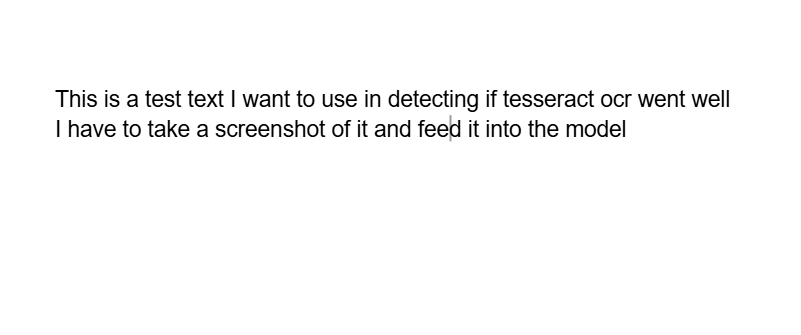 This is a test text I want to use in detecting if tesseract ocr went well
I have to take a screenshot of it and feed it into the model